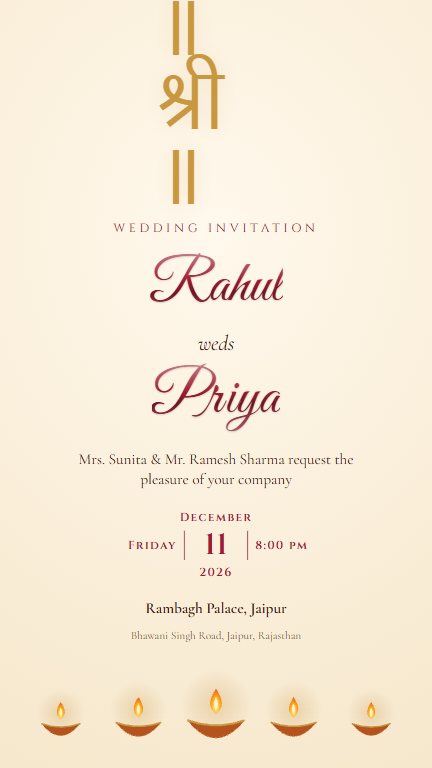 ॥
श्री
॥
WEDDING INVITATION
Rahul
weds
Priya
Mrs. Sunita & Mr. Ramesh Sharma request the
pleasure of your company
December
Friday 11 8:00 PM
2026
Rambagh Palace, Jaipur
Bhawani Singh Road, Jaipur, Rajasthan